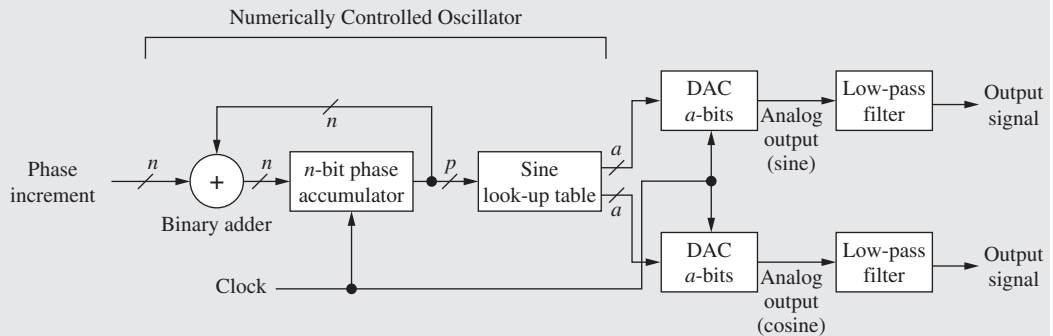 Numerically Controlled Oscillator
n
Phase
increment
n
+
Binary adder
n
n-bit phase
accumulator
p
Sine
look-up table
a
a
Clock
DAC
a-bits
Analog
output
(sine)
Low-pass
filter
Output
signal
DAC
a-bits
Analog
output
(cosine)
Low-pass
filter
Output
signal